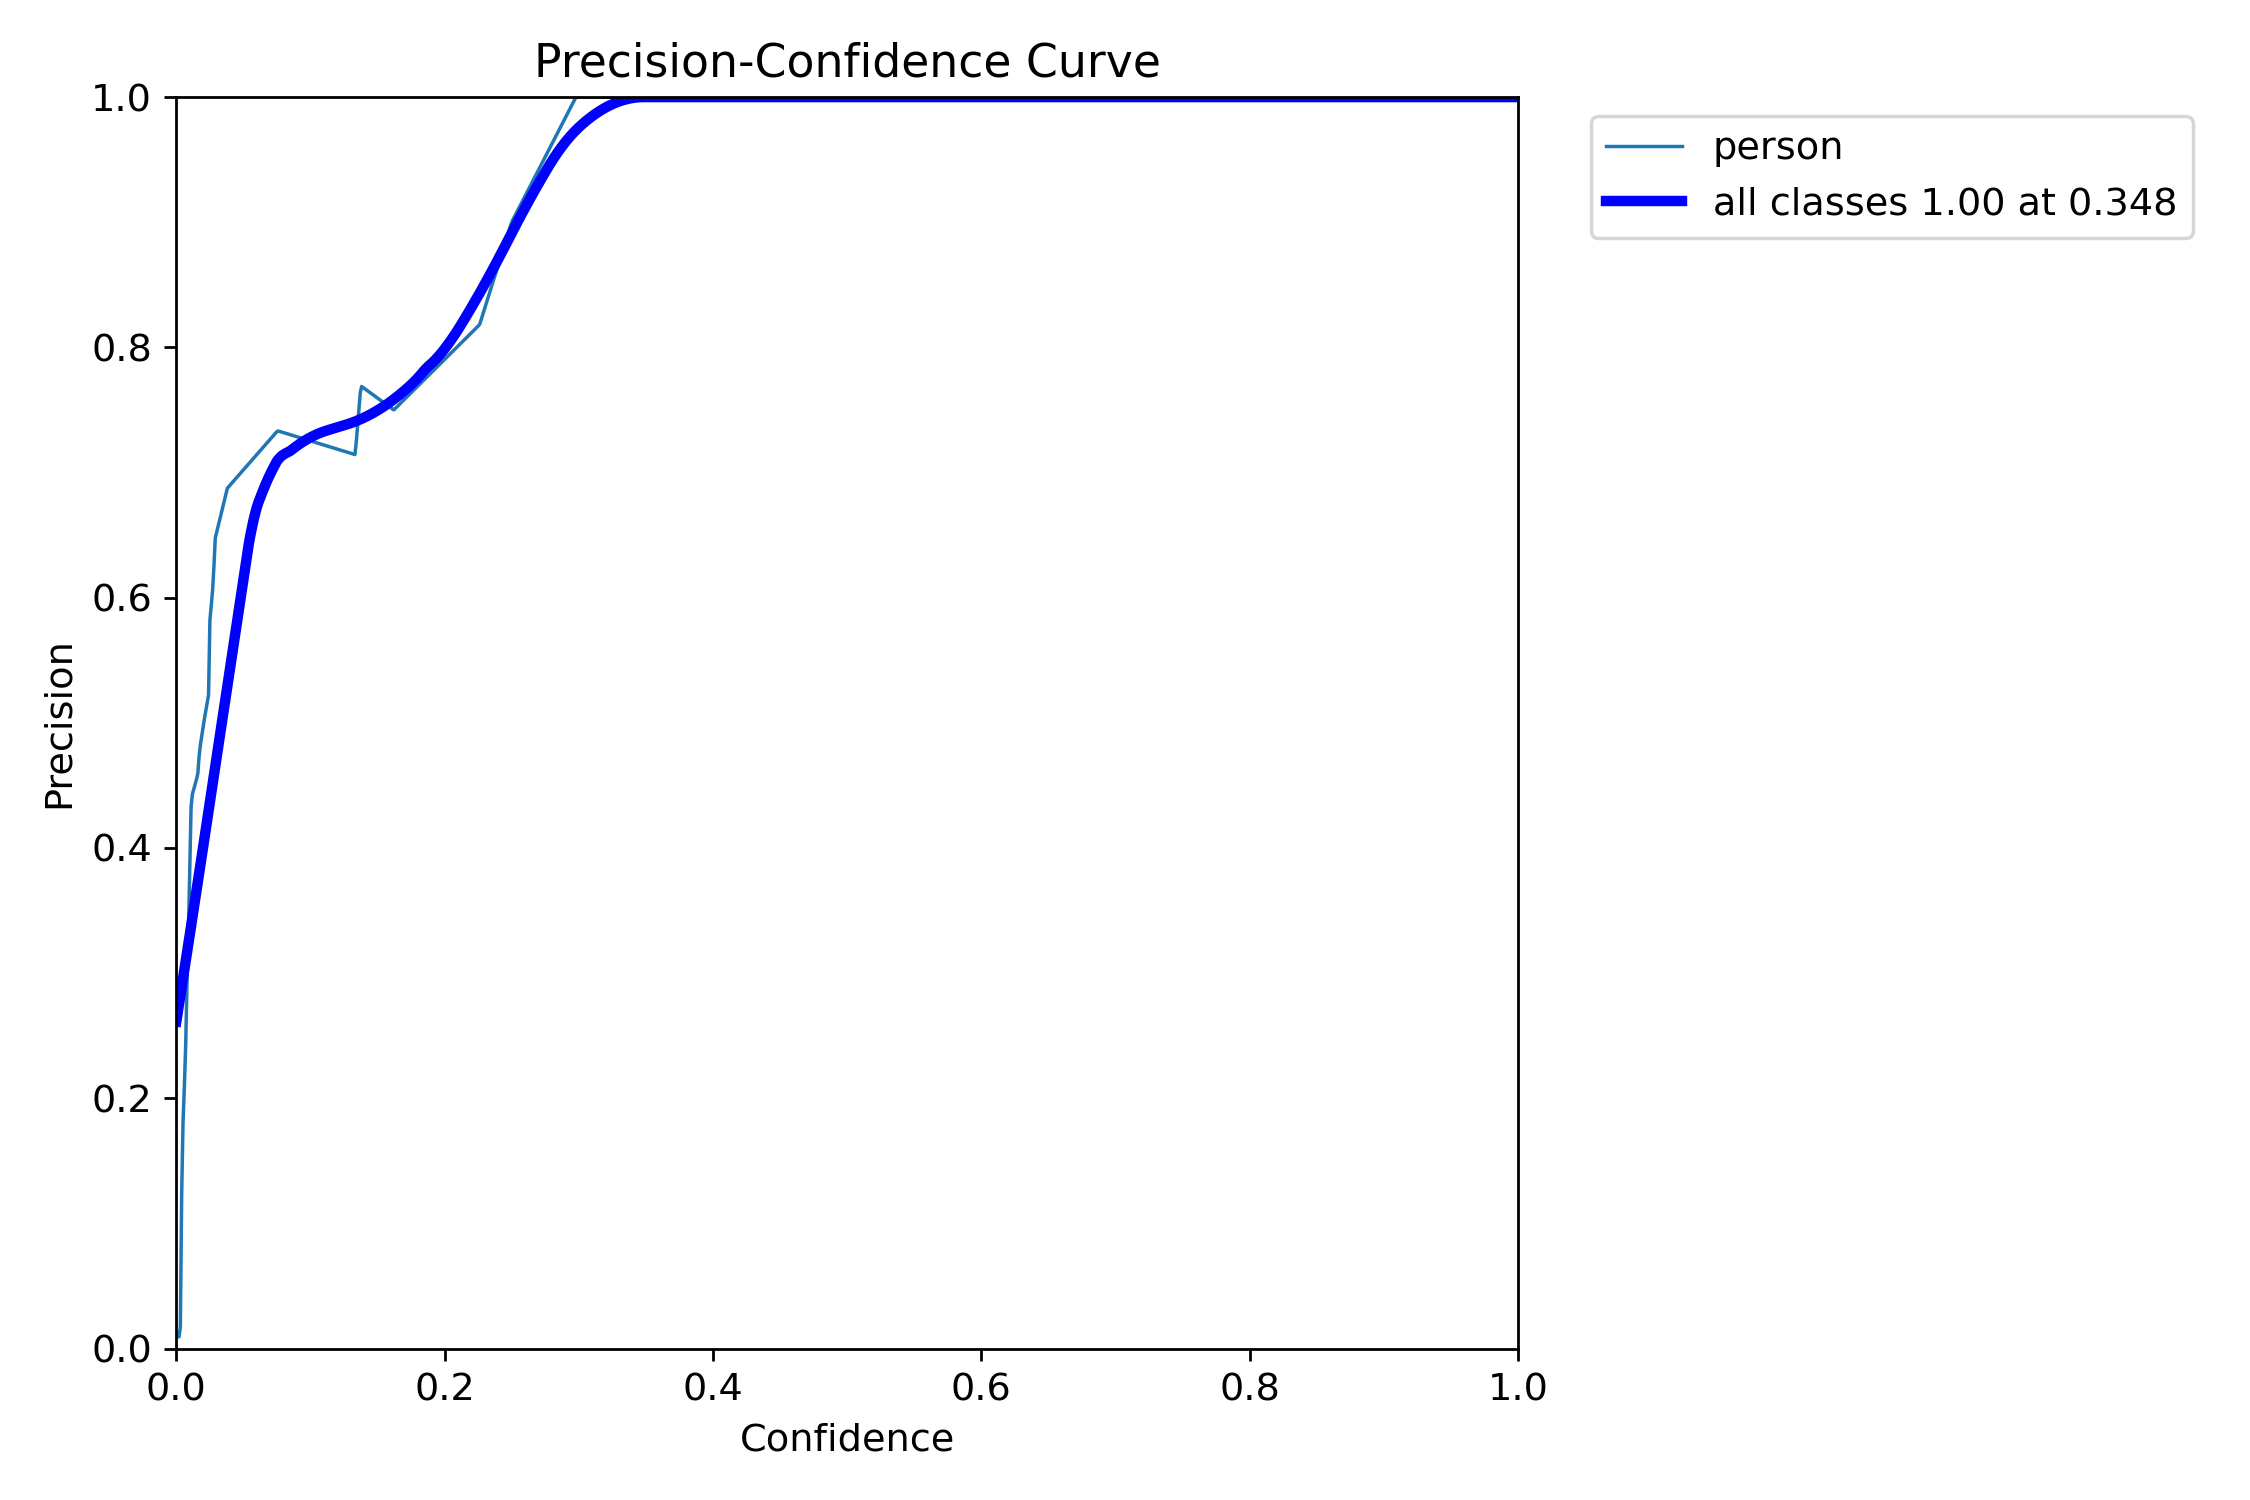 Precision-Confidence Curve
1.0
0.8
0.6
0.4
0.2
0.0
Precision
0.0 0.2 0.4 0.6 0.8 1.0
Confidence
person
all classes 1.00 at 0.348